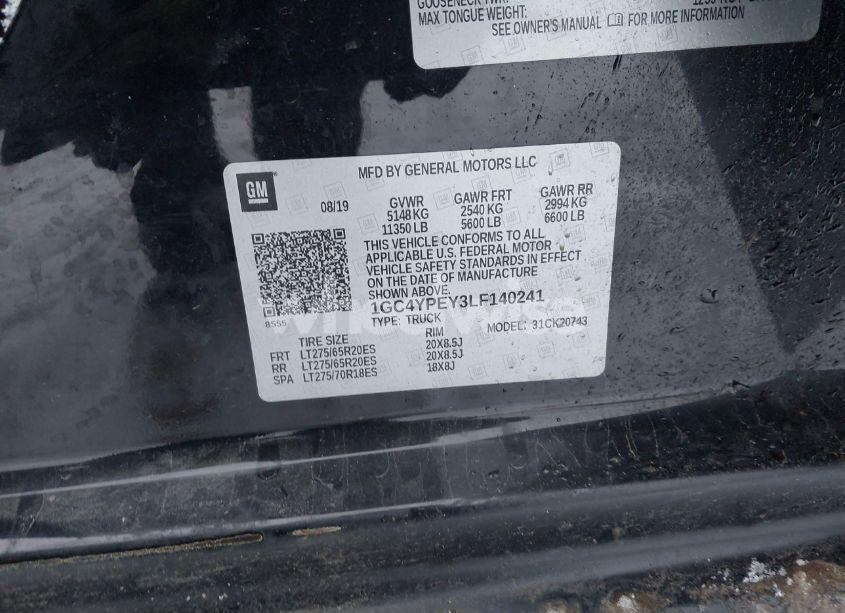 GOOSENECK TWR:
MAX TONGUE WEIGHT:
SEE OWNER'S MANUAL FOR MORE INFORMATION
GM
MFD BY GENERAL MOTORS LLC
08/19
GVWR GAWR FRT GAWR RR
5148 KG 2540 KG 2994 KG
11350 LB 5600 LB 6600 LB
THIS VEHICLE CONFORMS TO ALL
APPLICABLE U.S. FEDERAL MOTOR
VEHICLE SAFETY STANDARDS IN EFFECT
ON THE DATE OF MANUFACTURE
SHOWN ABOVE.
1GC4YPEY3LF140241
8555
TYPE: TRUCK MODEL: 31CK20743
TIRE SIZE RIM
FRT LT275/65R20ES 20X8.5J
RR LT275/65R20ES 20X8.5J
SPA LT275/70R18ES 18X8J